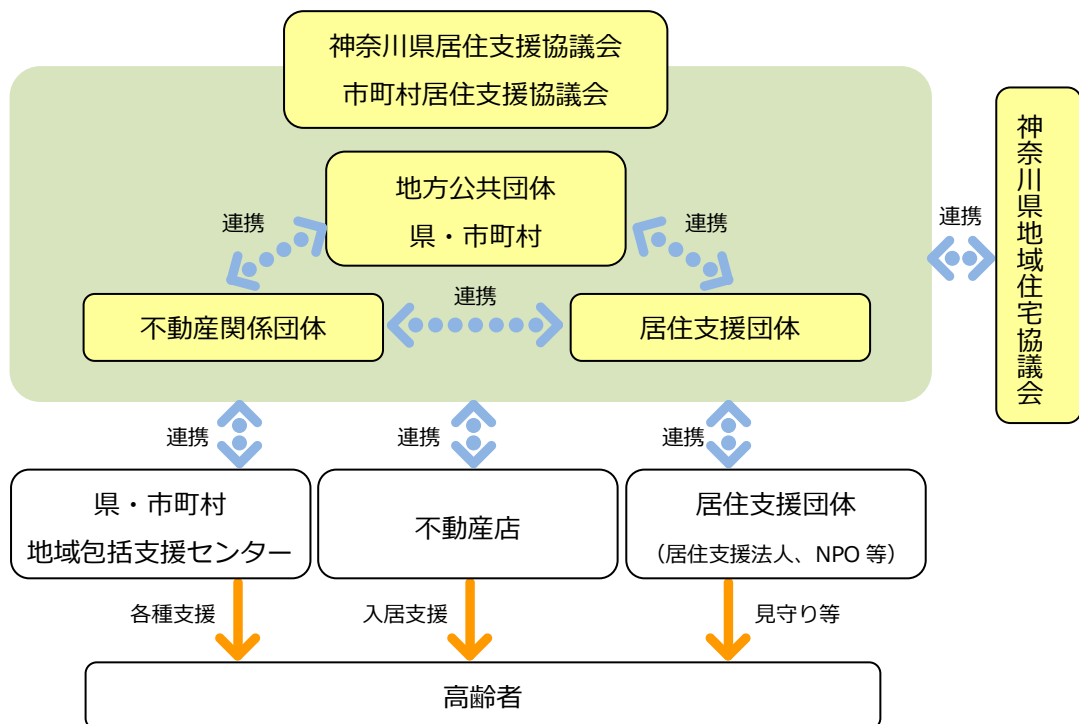 神奈川県居住支援協議会
市町村居住支援協議会
地方公共団体
県・市町村
連携
連携
連携
不動産関係団体
居住支援団体
連携
神奈川県地域住宅協議会
連携
連携
連携
県・市町村
地域包括支援センター
不動産店
居住支援団体
（居住支援法人、NPO 等）
各種支援
入居支援
見守り等
高齢者